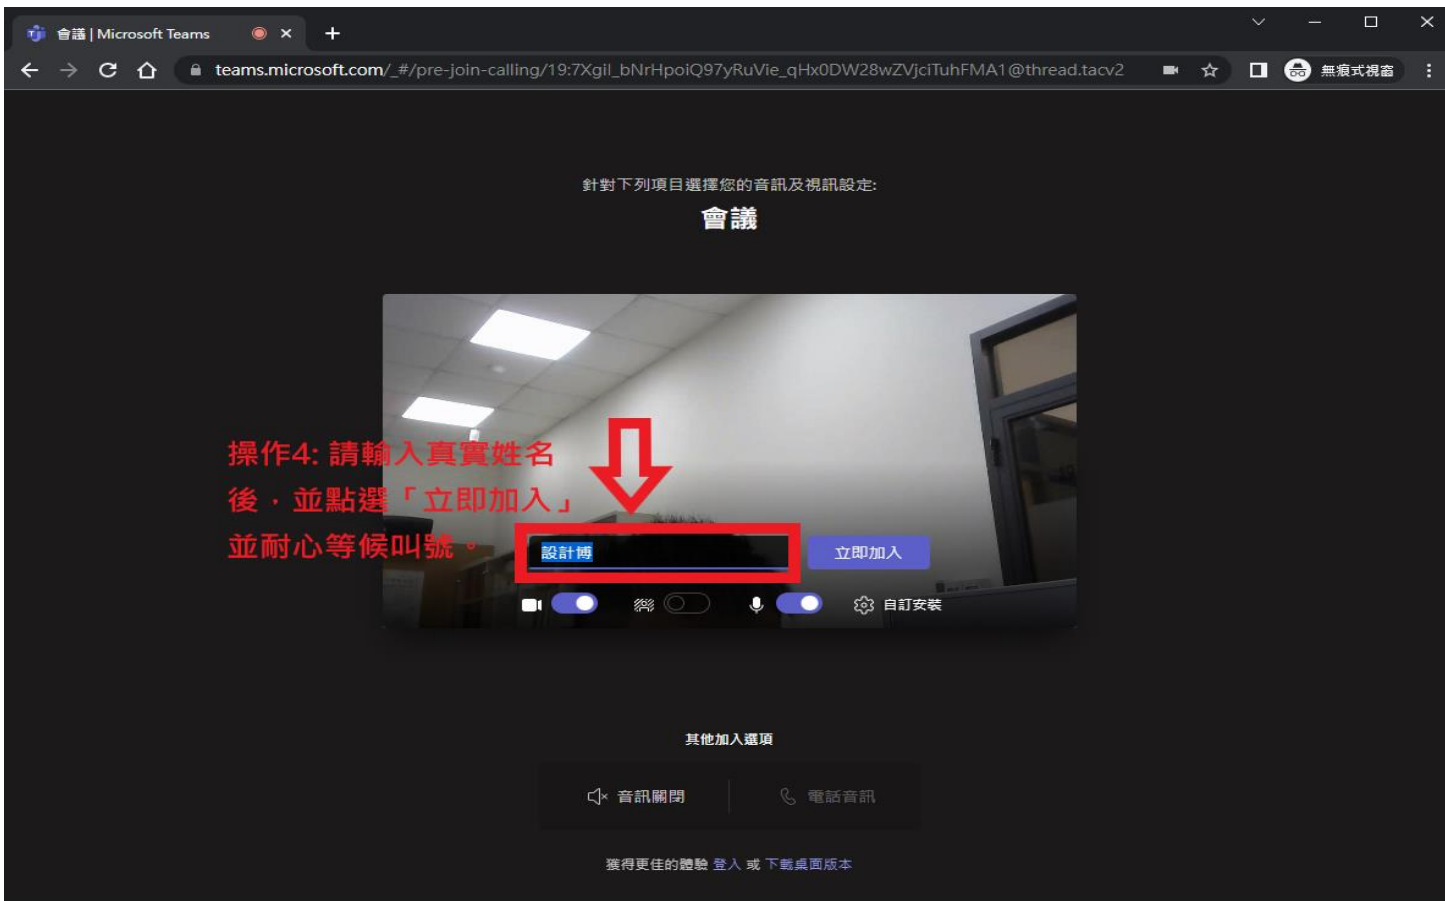 會議 | Microsoft Teams
teams.microsoft.com/_#/pre-join-calling/19:7Xgil_bNrHpoiQ97yRuVie_qHx0DW28wZVjciTuhFMA1@thread.tacv2
無痕式視窗
針對下列項目選擇您的音訊及視訊設定:
會議
操作4: 請輸入真實姓名
後，並點選「立即加入」
並耐心等候叫號。
設計博
立即加入
自訂安裝
其他加入選項
音訊關閉
電話音訊
獲得更佳的體驗 登入 或 下載桌面版本